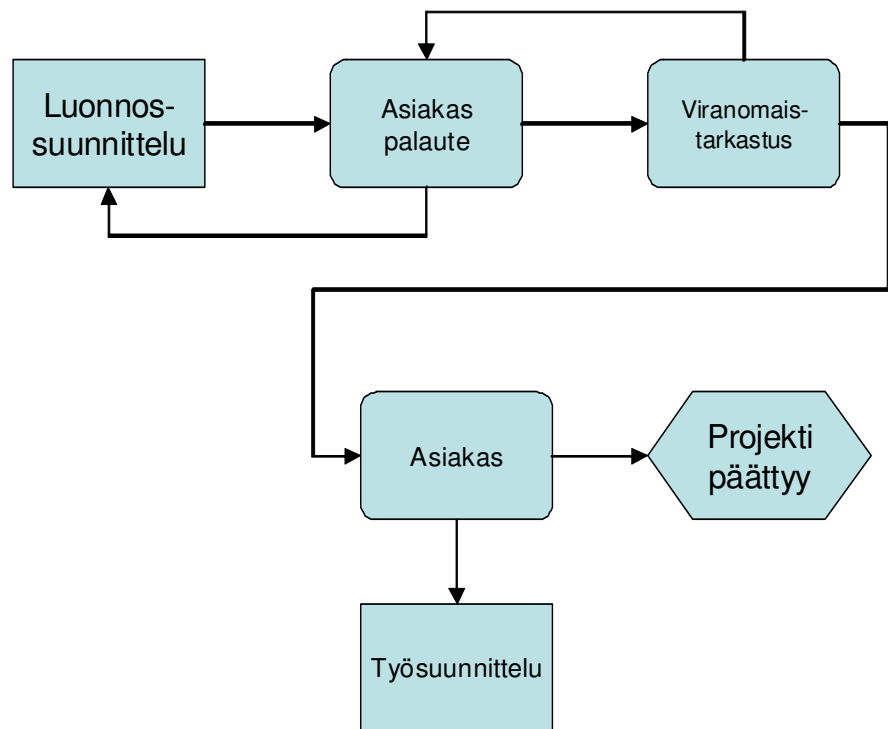 Luonnos-
suunnittelu
Asiakas
palaute
Viranomais-
tarkastus
Asiakas
Projekti
päättyy
Työsuunnittelu